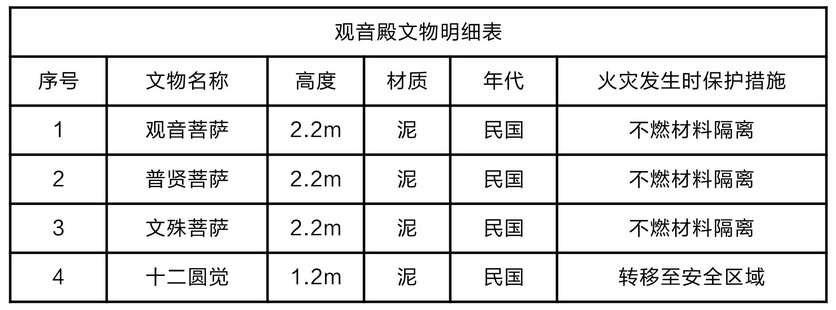 观音殿文物明细表
序号 文物名称 高度 材质 年代 火灾发生时保护措施
1 观音菩萨 2.2m 泥 民国 不燃材料隔离
2 普贤菩萨 2.2m 泥 民国 不燃材料隔离
3 文殊菩萨 2.2m 泥 民国 不燃材料隔离
4 十二圆觉 1.2m 泥 民国 转移至安全区域